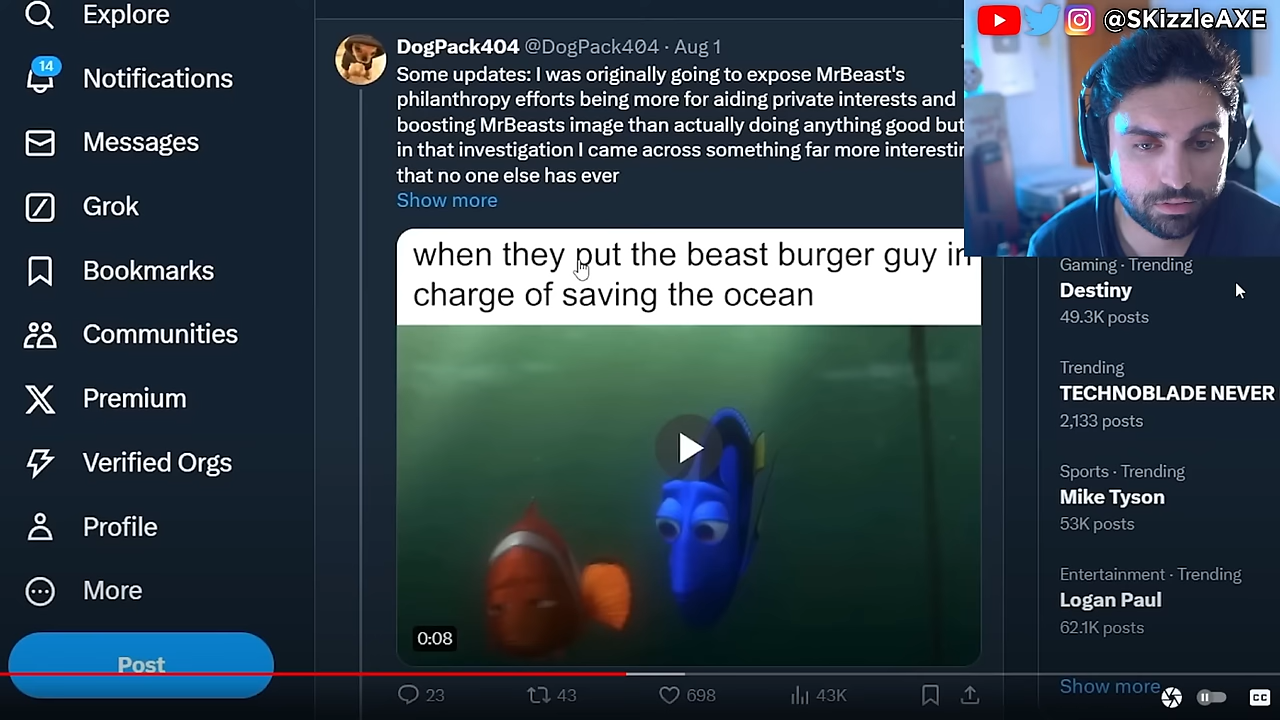 Explore
14
Notifications
Messages
Grok
Bookmarks
Communities
Premium
Verified Orgs
Profile
More
Post
DogPack404 @DogPack404 · Aug 1
Some updates: I was originally going to expose MrBeast's
philanthropy efforts being more for aiding private interests and
boosting MrBeasts image than actually doing anything good but
in that investigation I came across something far more interestin
that no one else has ever
Show more
when they put the beast burger guy in
charge of saving the ocean
0:08
23
43
698
43K
@SKizzleAXE
Gaming · Trending
Destiny
49.3K posts
Trending
TECHNOBLADE NEVER
2,133 posts
Sports · Trending
Mike Tyson
53K posts
Entertainment · Trending
Logan Paul
62.1K posts
Show more
CC